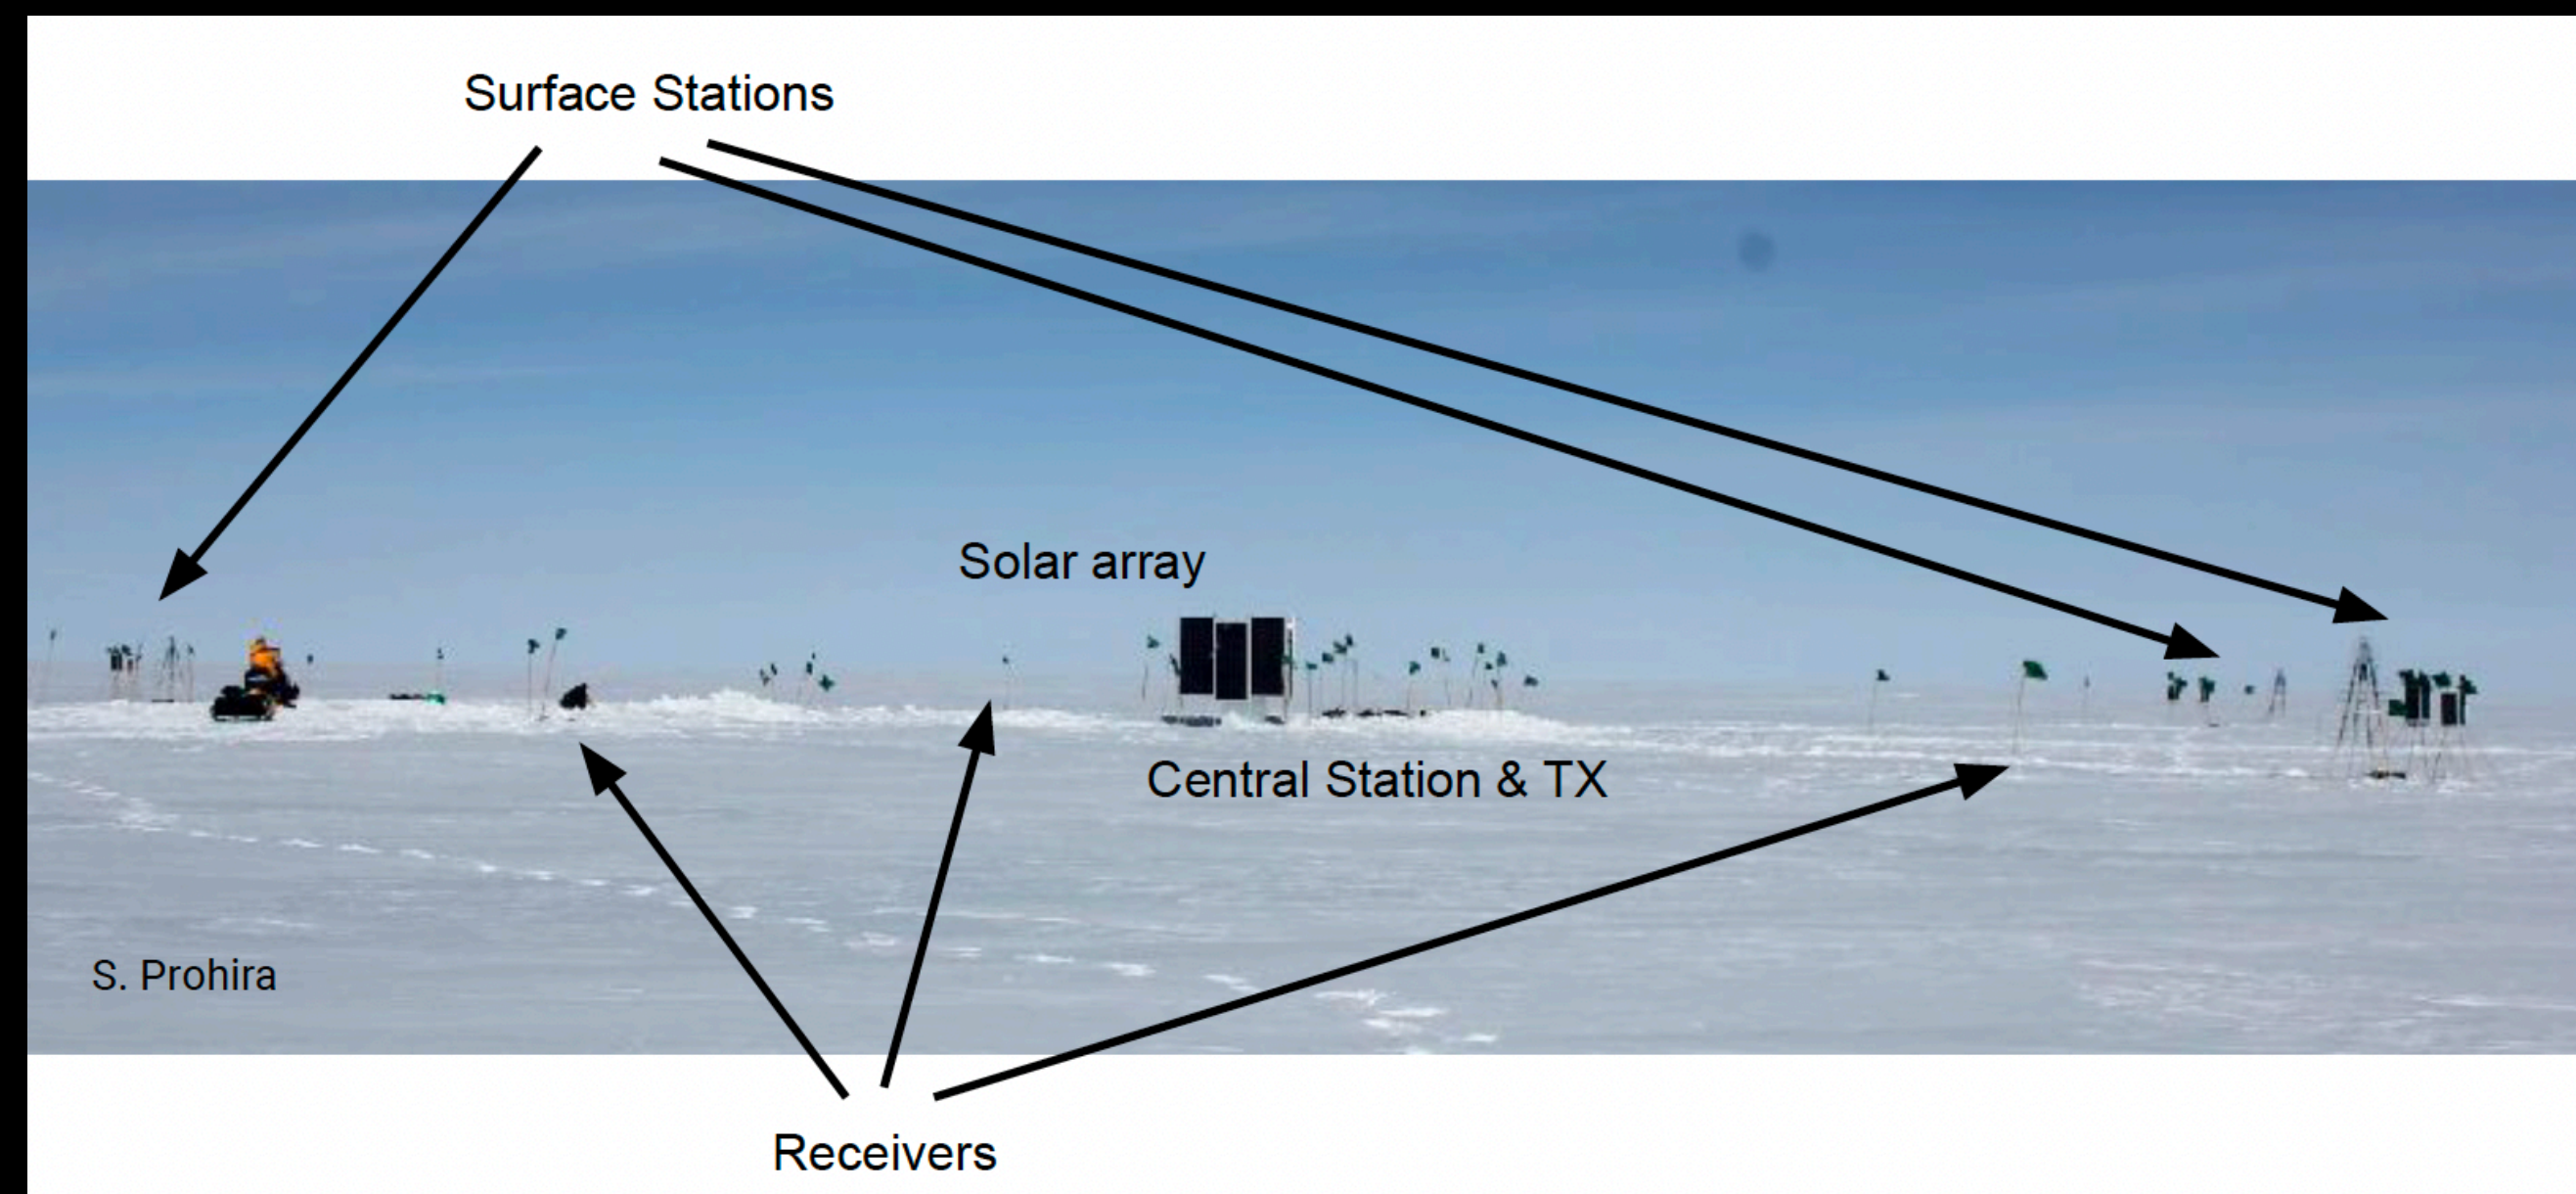 Surface Stations
Solar array
Central Station & TX
S. Prohira
Receivers